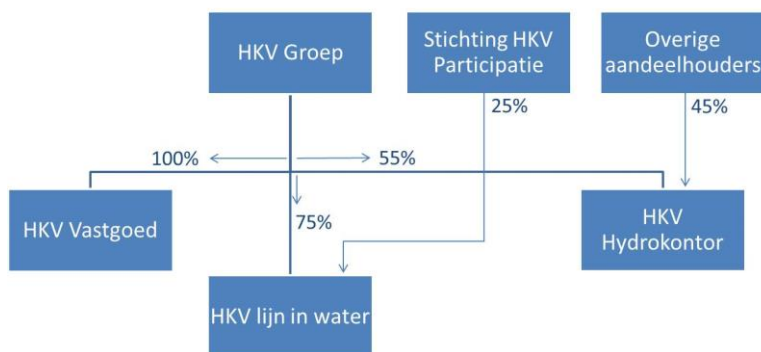 HKV Groep
Stichting HKV
Participatie
Overige
aandeelhouders
25%
45%
100%
55%
75%
HKV Vastgoed
HKV
Hydrokontor
HKV lijn in water